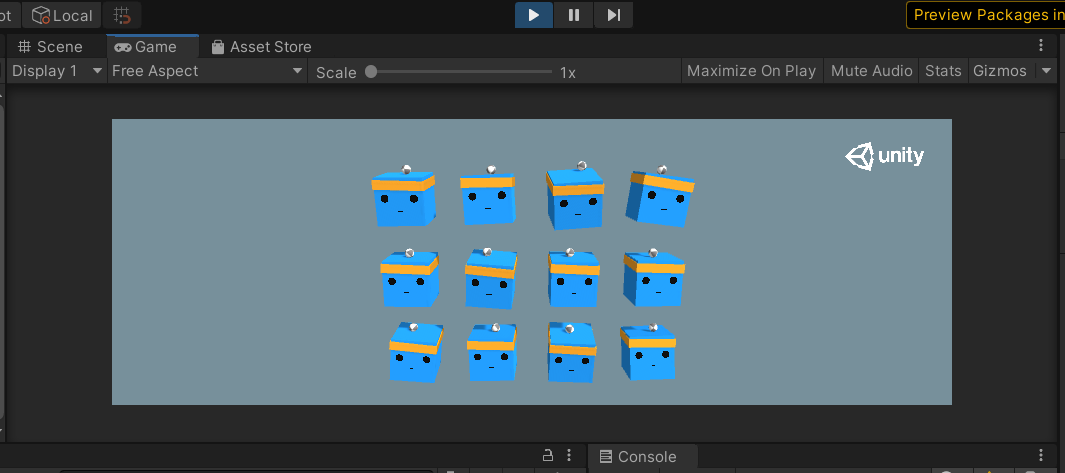 ot Local Preview Packages in
Scene Game Asset Store
Display 1 Free Aspect Scale 1x Maximize On Play Mute Audio Stats Gizmos
unity
Console